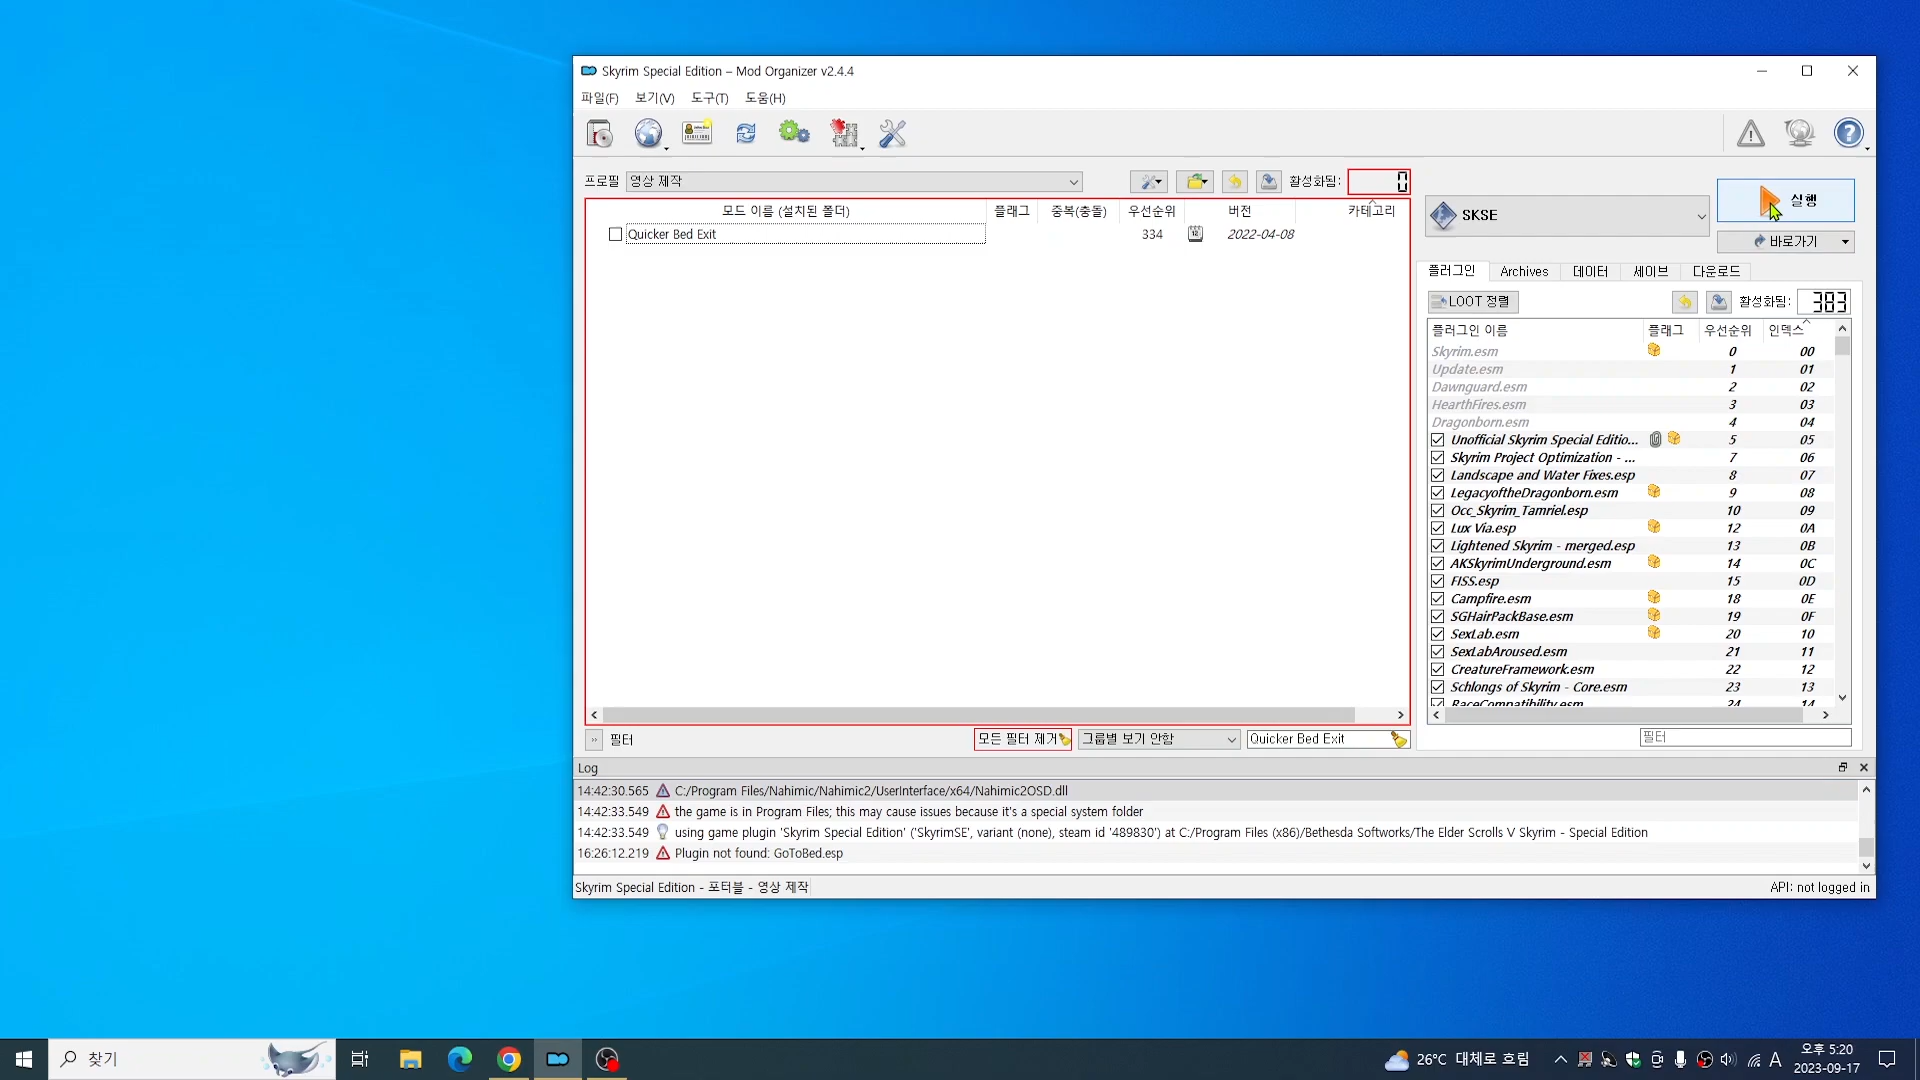 Skyrim Special Edition – Mod Organizer v2.4.4
파일(F) 보기(V) 도구(T) 도움(H)
프로필 영상 제작 활성화됨: 0
모드 이름 (설치된 폴더) 플래그 중복(충돌) 우선순위 버전 카테고리
Quicker Bed Exit 334 2022-04-08
SKSE
실행
바로가기
플러그인 Archives 데이터 세이브 다운로드
LOOT 정렬 활성화됨: 383
플러그인 이름 플래그 우선순위 인덱스
Skyrim.esm 0 00
Update.esm 1 01
Dawnguard.esm 2 02
HearthFires.esm 3 03
Dragonborn.esm 4 04
Unofficial Skyrim Special Editio... 5 05
Skyrim Project Optimization - ... 7 06
Landscape and Water Fixes.esp 8 07
LegacyoftheDragonborn.esm 9 08
Occ_Skyrim_Tamriel.esp 10 09
Lux Via.esp 12 0A
Lightened Skyrim - merged.esp 13 0B
AKSkyrimUnderground.esm 14 0C
FISS.esp 15 0D
Campfire.esm 18 0E
SGHairPackBase.esm 19 0F
SexLab.esm 20 10
SexLabAroused.esm 21 11
CreatureFramework.esm 22 12
Schlongs of Skyrim - Core.esm 23 13
RaceCompatibility.esm 24 14
필터 모든 필터 제거 그룹별 보기 안함 Quicker Bed Exit
필터
Log
14:42:30.565 C:/Program Files/Nahimic/Nahimic2/UserInterface/x64/Nahimic2OSD.dll
14:42:33.549 the game is in Program Files; this may cause issues because it's a special system folder
14:42:33.549 using game plugin 'Skyrim Special Edition' ('SkyrimSE', variant (none), steam id '489830') at C:/Program Files (x86)/Bethesda Softworks/The Elder Scrolls V Skyrim - Special Edition
16:26:12.219 Plugin not found: GoToBed.esp
Skyrim Special Edition - 포터블 - 영상 제작 API: not logged in
찾기 26°C 대체로 흐림 A 오후 5:20
2023-09-17